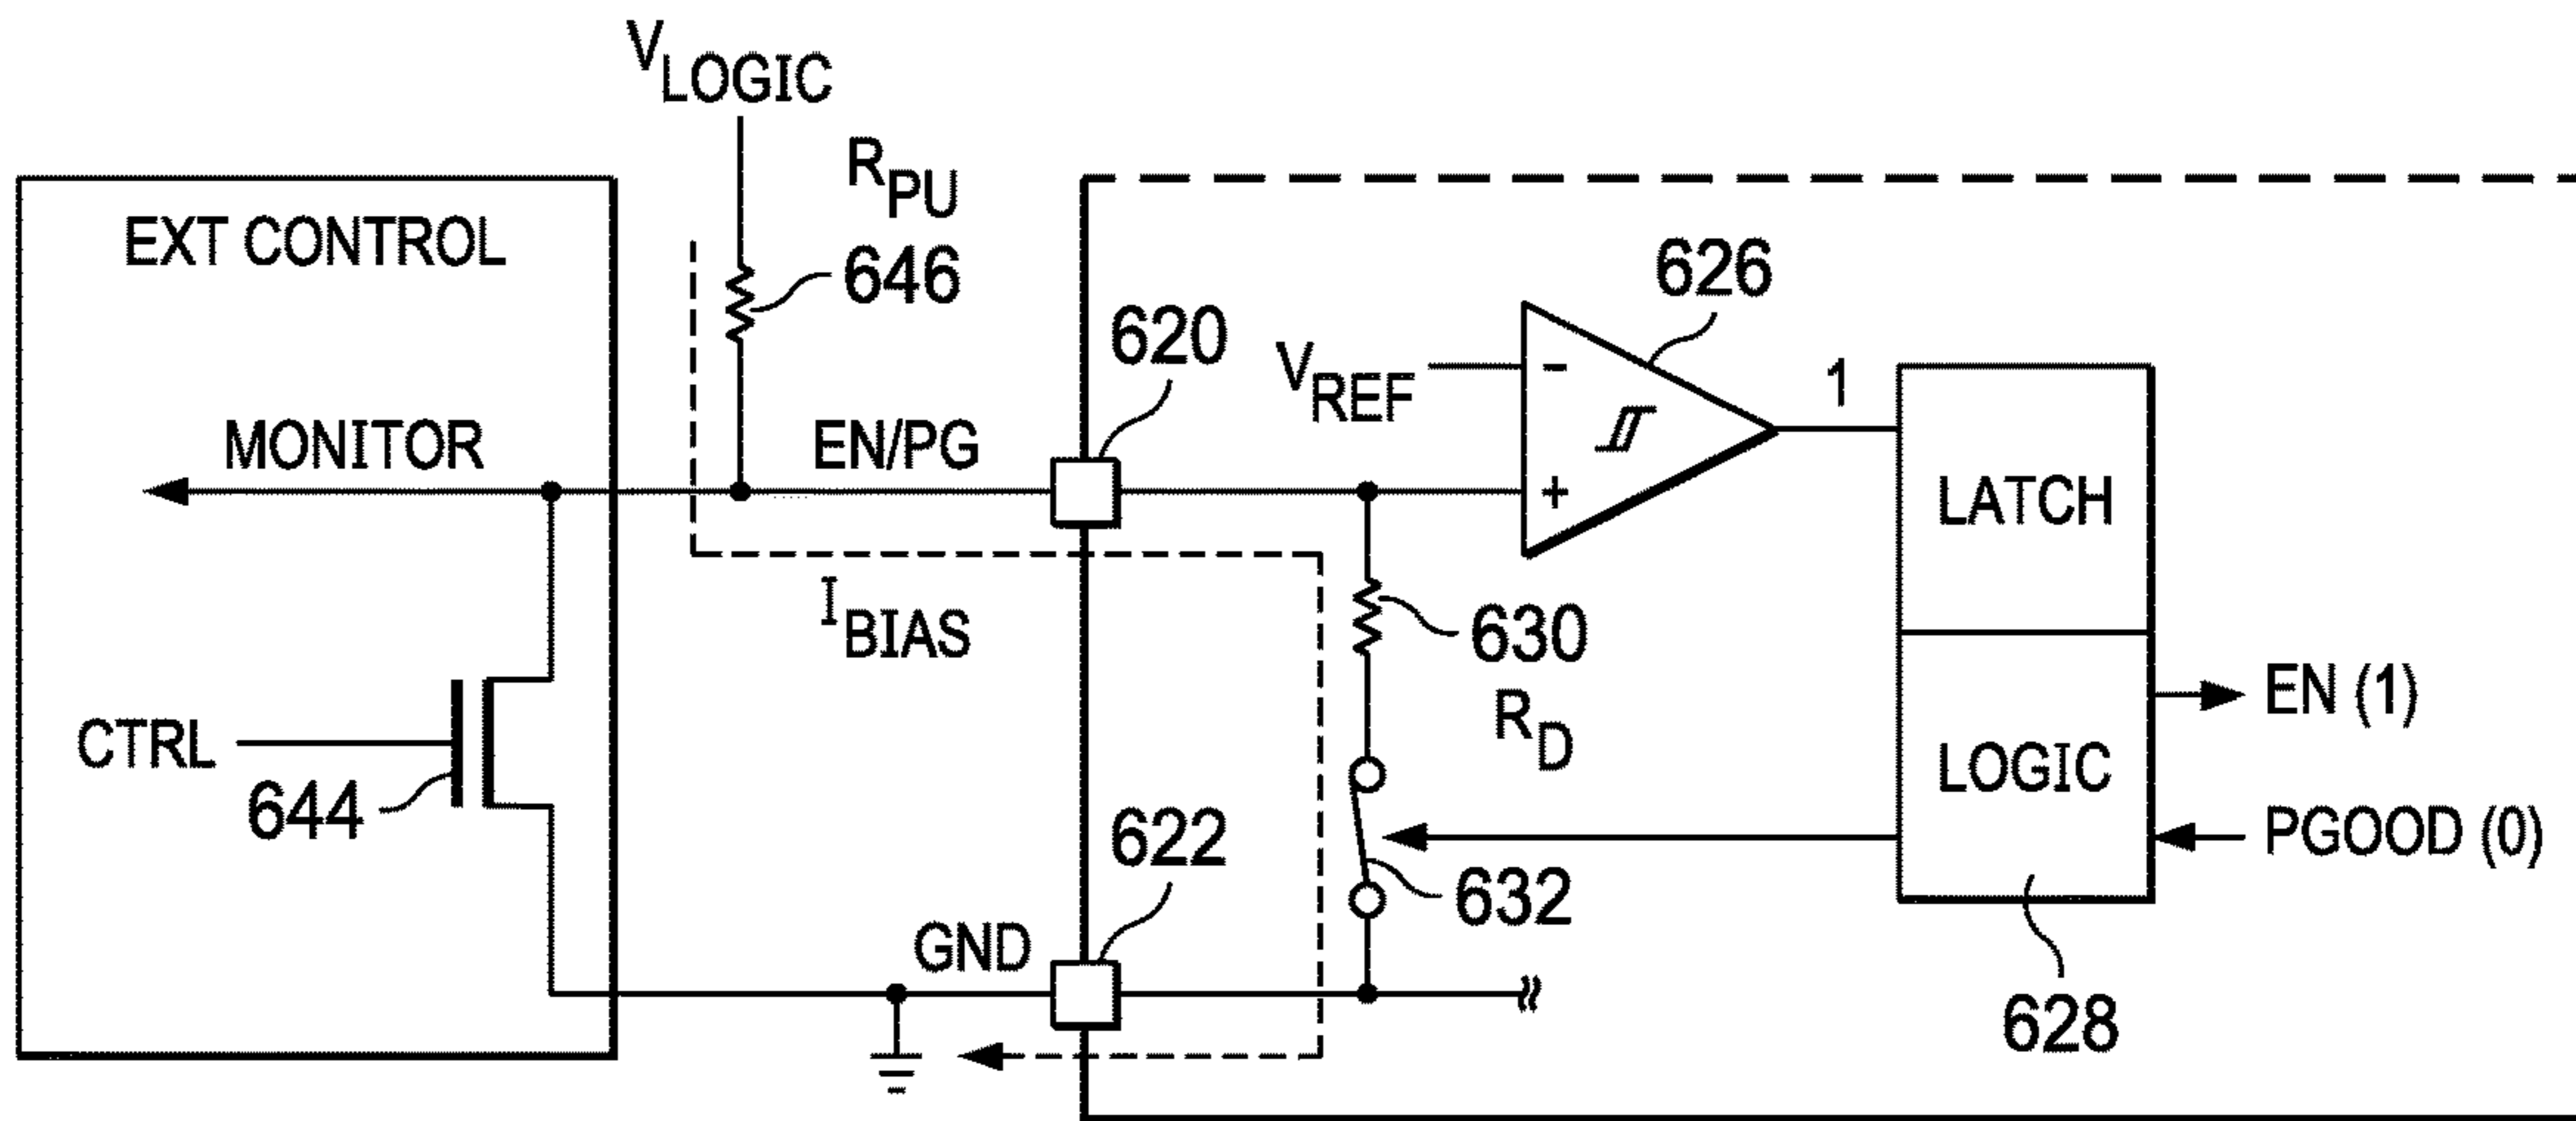 VLOGIC
RPU
646
EXT CONTROL
620
626
VREF
-
1
MONITOR
EN/PG
+
LATCH
IBIAS
630
RD
EN (1)
CTRL
644
LOGIC
622
632
PGOOD (0)
GND
628